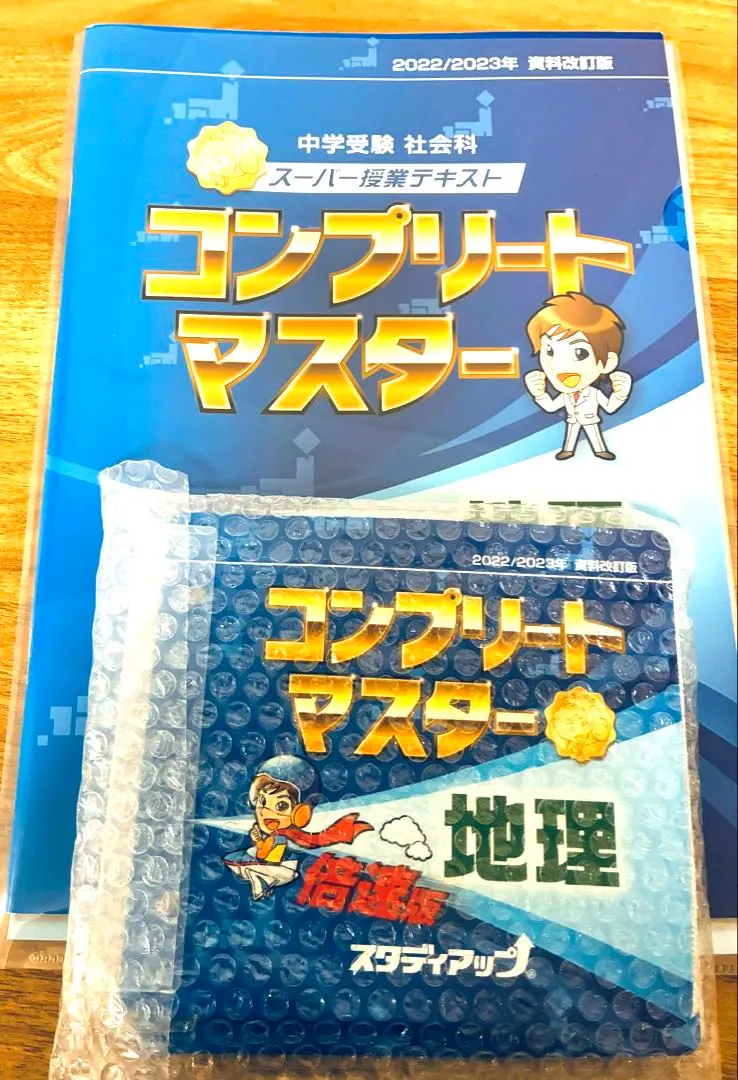 2022/2023年 資料改訂版
中学受験 社会科
スーパー授業テキスト
コンプリート
マスター
2022/2023年 資料改訂版
コンプリート
マスター
地理
倍速版
スタディアップ